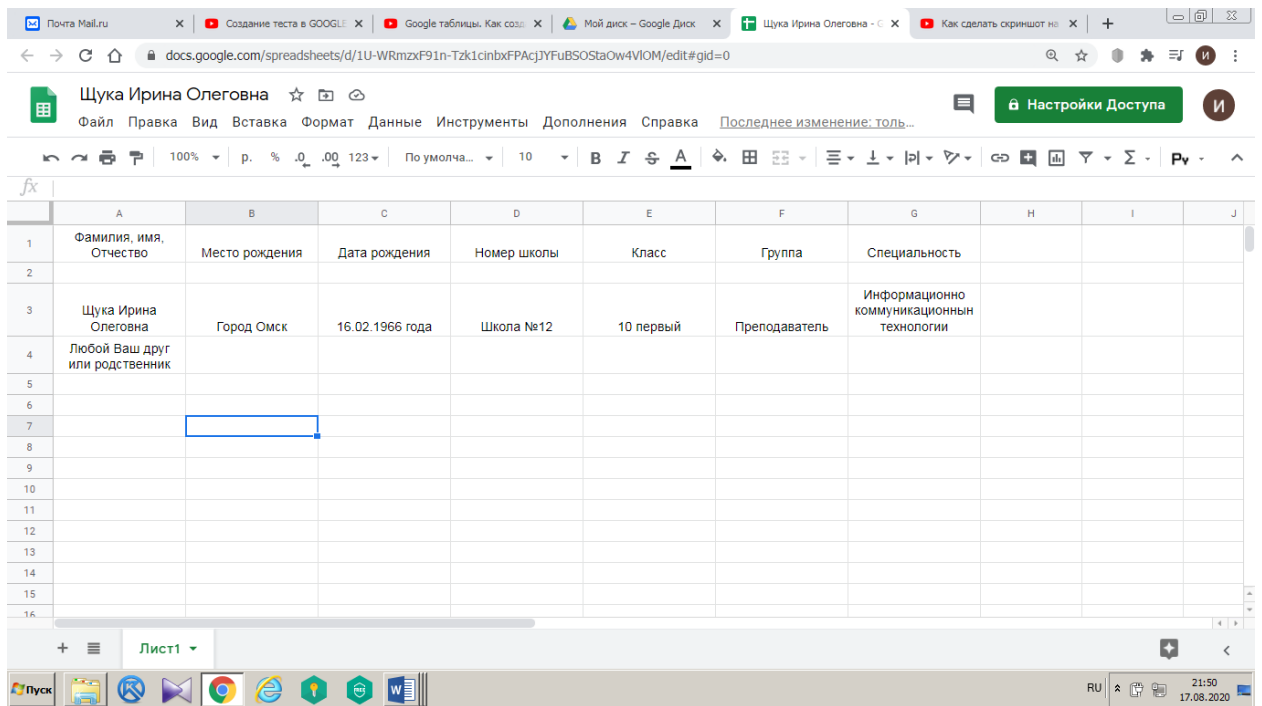 Почта Mail.ru
Создание теста в GOOGLE
Google таблицы. Как созд
Мой диск – Google Диск
Щука Ирина Олеговна - G
Как сделать скриншот на
docs.google.com/spreadsheets/d/1U-WRmzxF91n-Tzk1cinbxFPAcjJYFuBSOStaOw4VlOM/edit#gid=0
И
Щука Ирина Олеговна
Настройки Доступа
И
Файл Правка Вид Вставка Формат Данные Инструменты Дополнения Справка Последнее изменение: толь...
100% р. % .0 .00 123 По умолча... 10 B I S A Σ Ру
fx
A B C D E F G H I J
1 Фамилия, имя, Отчество Место рождения Дата рождения Номер школы Класс Группа Специальность
2
3 Щука Ирина Олеговна Город Омск 16.02.1966 года Школа №12 10 первый Преподаватель Информационно коммуникационнын технологии
4 Любой Ваш друг или родственник
5
6
7
8
9
10
11
12
13
14
15
16
Лист1
Пуск
RU
21:50
17.08.2020